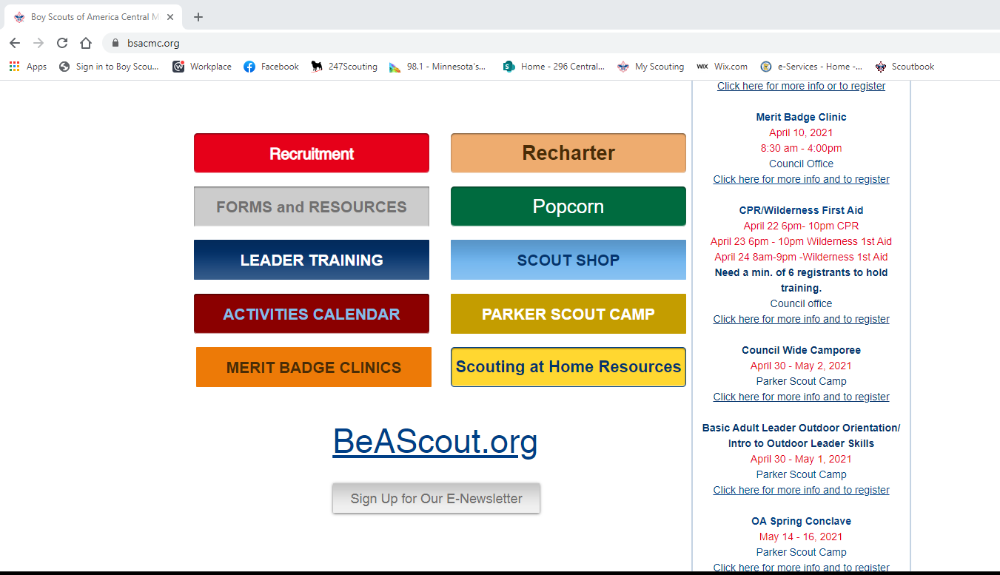 Boy Scouts of America Central M
bsacmc.org
Apps
Sign in to Boy Scou...
Workplace
Facebook
247Scouting
98.1 - Minnesota's...
Home - 296 Central...
My Scouting
WIX Wix.com
e-Services - Home -...
Scoutbook
Recruitment
Recharter
FORMS and RESOURCES
Popcorn
LEADER TRAINING
SCOUT SHOP
ACTIVITIES CALENDAR
PARKER SCOUT CAMP
MERIT BADGE CLINICS
Scouting at Home Resources
BeAScout.org
Sign Up for Our E-Newsletter
Click here for more info or to register
Merit Badge Clinic
April 10, 2021
8:30 am - 4:00pm
Council Office
Click here for more info and to register
CPR/Wilderness First Aid
April 22 6pm- 10pm CPR
April 23 6pm - 10pm Wilderness 1st Aid
April 24 8am-9pm -Wilderness 1st Aid
Need a min. of 6 registrants to hold
training.
Council office
Click here for more info and to register
Council Wide Camporee
April 30 - May 2, 2021
Parker Scout Camp
Click here for more info and to register
Basic Adult Leader Outdoor Orientation/
Intro to Outdoor Leader Skills
April 30 - May 1, 2021
Parker Scout Camp
Click here for more info and to register
OA Spring Conclave
May 14 - 16, 2021
Parker Scout Camp
Click here for more info and to register